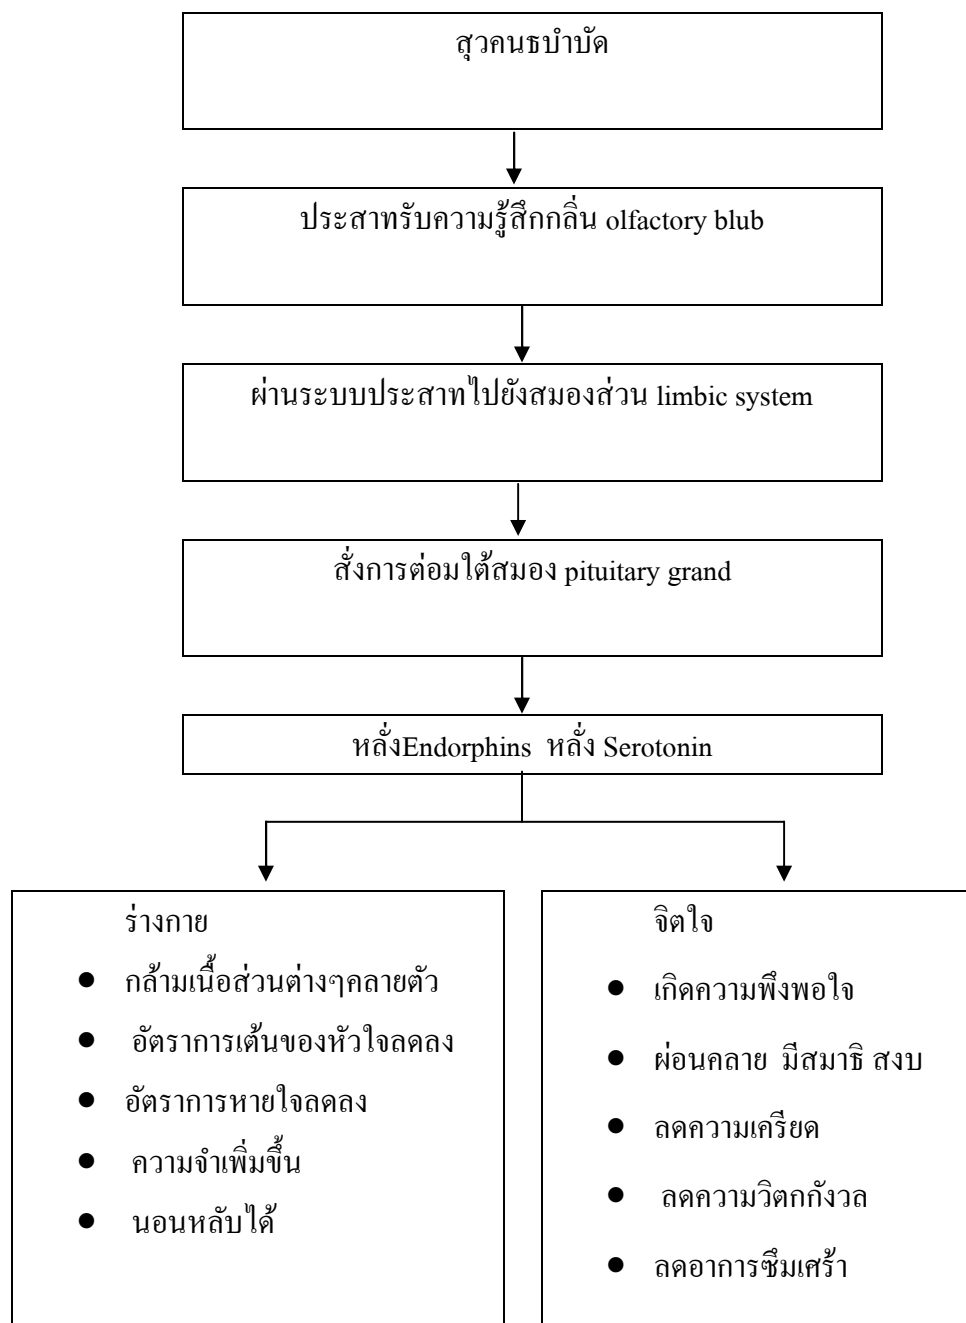 สุวคนธบำบัด
ประสาทรับความรู้สึกกลิ่น olfactory blub
ผ่านระบบประสาทไปยังสมองส่วน limbic system
สั่งการต่อมใต้สมอง pituitary grand
หลั่งEndorphins หลั่ง Serotonin
ร่างกาย
● กล้ามเนื้อส่วนต่างๆคลายตัว
● อัตราการเต้นของหัวใจลดลง
● อัตราการหายใจลดลง
● ความจำเพิ่มขึ้น
● นอนหลับได้
จิตใจ
● เกิดความพึงพอใจ
● ผ่อนคลาย มีสมาธิ สงบ
● ลดความเครียด
● ลดความวิตกกังวล
● ลดอาการซึมเศร้า